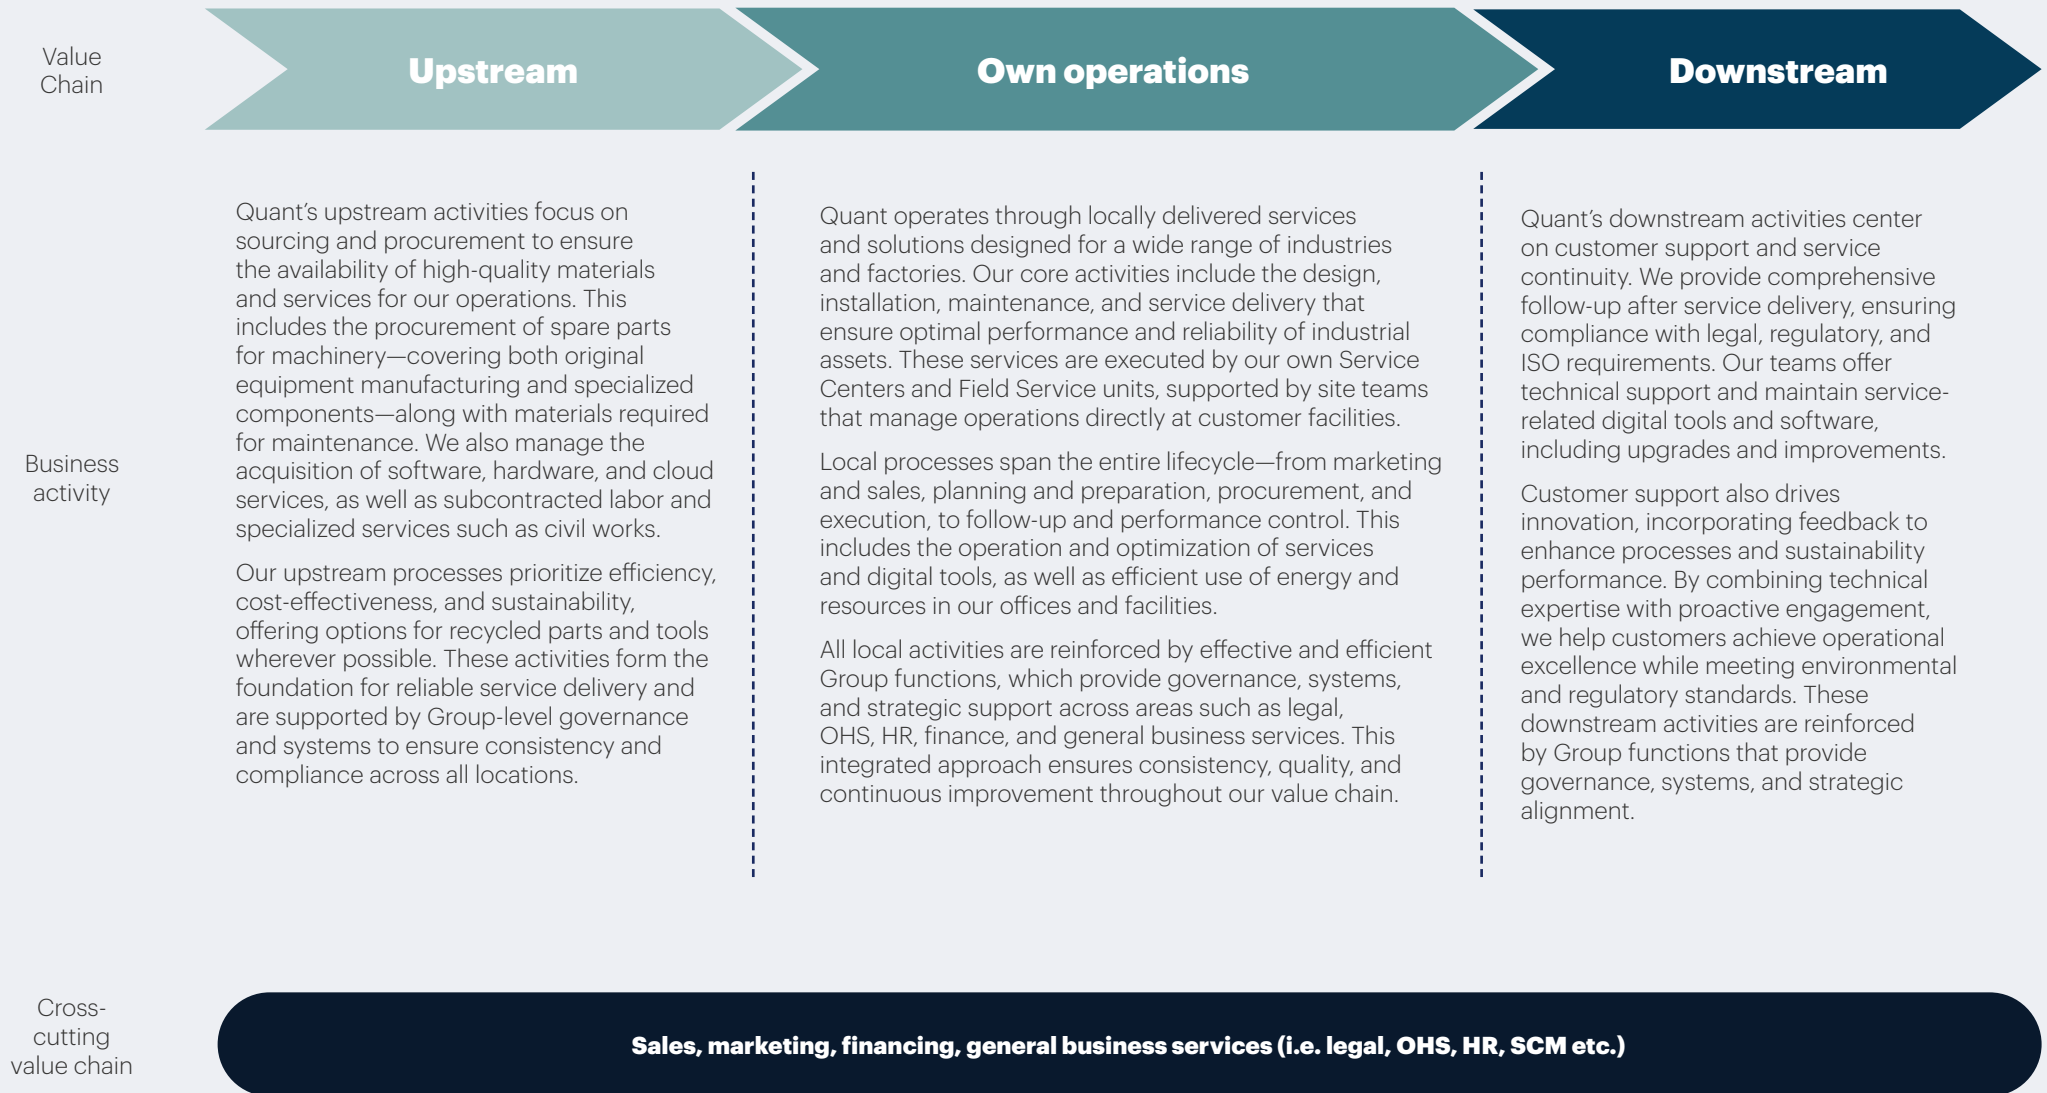 Value
Chain
Upstream
Own operations
Downstream
Business
activity
Quant’s upstream activities focus on
sourcing and procurement to ensure
the availability of high-quality materials
and services for our operations. This
includes the procurement of spare parts
for machinery—covering both original
equipment manufacturing and specialized
components—along with materials required
for maintenance. We also manage the
acquisition of software, hardware, and cloud
services, as well as subcontracted labor and
specialized services such as civil works.
Our upstream processes prioritize efficiency,
cost-effectiveness, and sustainability,
offering options for recycled parts and tools
wherever possible. These activities form the
foundation for reliable service delivery and
are supported by Group-level governance
and systems to ensure consistency and
compliance across all locations.
Quant operates through locally delivered services
and solutions designed for a wide range of industries
and factories. Our core activities include the design,
installation, maintenance, and service delivery that
ensure optimal performance and reliability of industrial
assets. These services are executed by our own Service
Centers and Field Service units, supported by site teams
that manage operations directly at customer facilities.
Local processes span the entire lifecycle—from marketing
and sales, planning and preparation, procurement, and
execution, to follow-up and performance control. This
includes the operation and optimization of services
and digital tools, as well as efficient use of energy and
resources in our offices and facilities.
All local activities are reinforced by effective and efficient
Group functions, which provide governance, systems,
and strategic support across areas such as legal,
OHS, HR, finance, and general business services. This
integrated approach ensures consistency, quality, and
continuous improvement throughout our value chain.
Quant’s downstream activities center
on customer support and service
continuity. We provide comprehensive
follow-up after service delivery, ensuring
compliance with legal, regulatory, and
ISO requirements. Our teams offer
technical support and maintain service-
related digital tools and software,
including upgrades and improvements.
Customer support also drives
innovation, incorporating feedback to
enhance processes and sustainability
performance. By combining technical
expertise with proactive engagement,
we help customers achieve operational
excellence while meeting environmental
and regulatory standards. These
downstream activities are reinforced
by Group functions that provide
governance, systems, and strategic
alignment.
Cross-
cutting
value chain
Sales, marketing, financing, general business services (i.e. legal, OHS, HR, SCM etc.)